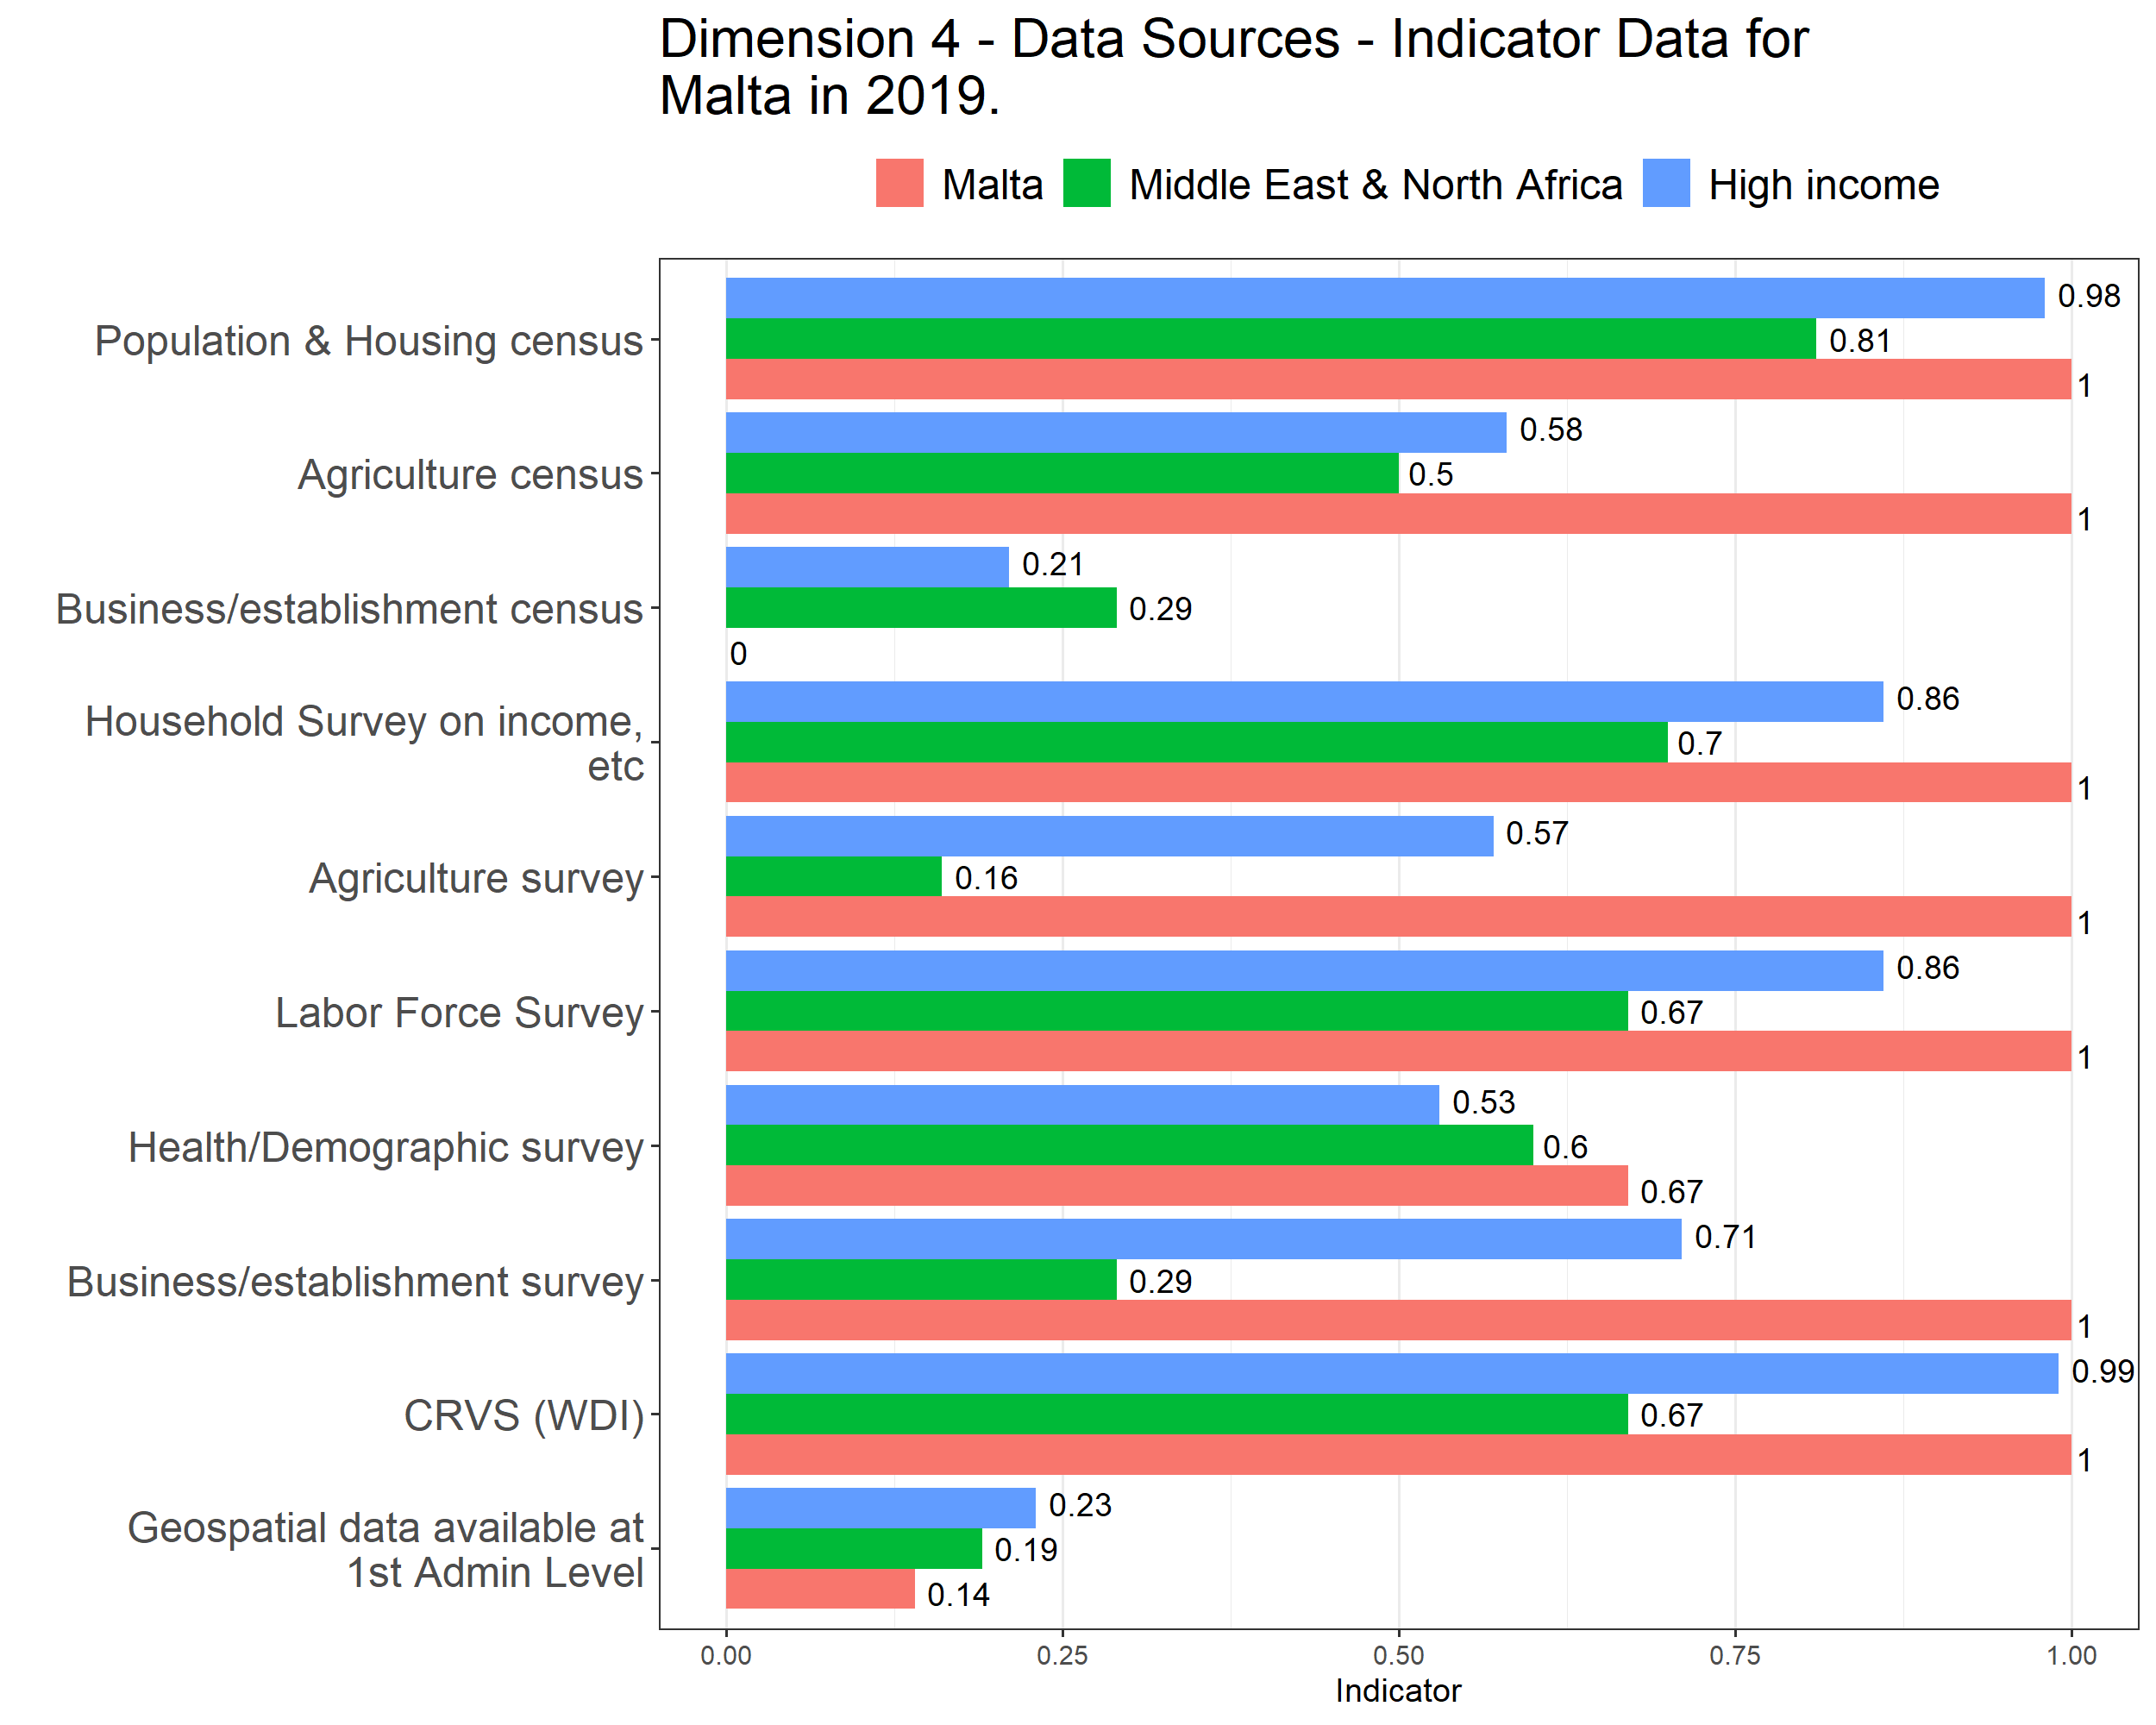 Dimension 4 - Data Sources - Indicator Data for
Malta in 2019.
Malta
Middle East & North Africa
High income
Population & Housing census
0.98
0.81
1
Agriculture census
0.58
0.5
1
Business/establishment census
0.21
0.29
0
Household Survey on income,
etc
0.86
0.7
1
Agriculture survey
0.57
0.16
1
Labor Force Survey
0.86
0.67
1
Health/Demographic survey
0.53
0.6
0.67
Business/establishment survey
0.71
0.29
1
CRVS (WDI)
0.99
0.67
1
Geospatial data available at
1st Admin Level
0.23
0.19
0.14
0.00
0.25
0.50
0.75
1.00
Indicator